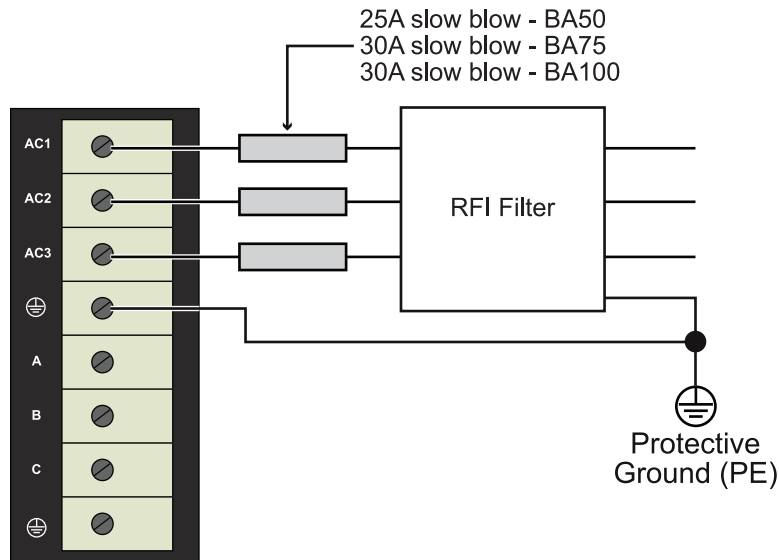 25A slow blow - BA50
30A slow blow - BA75
30A slow blow - BA100
AC1
AC2
AC3
RFI Filter
A
B
C
Protective
Ground (PE)